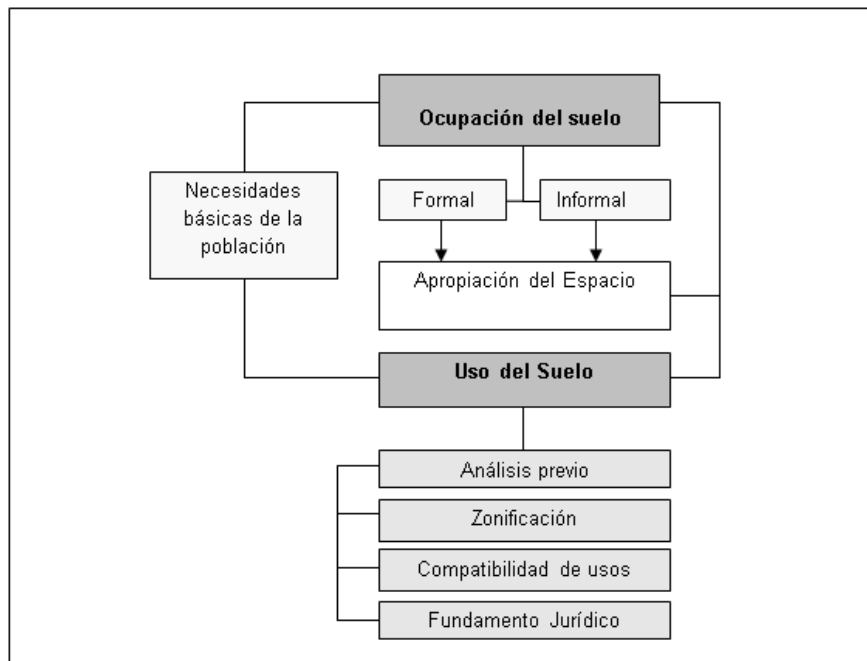 Ocupación del suelo
Necesidades
básicas de la
población
Formal
Informal
Apropiación del Espacio
Uso del Suelo
Análisis previo
Zonificación
Compatibilidad de usos
Fundamento Jurídico